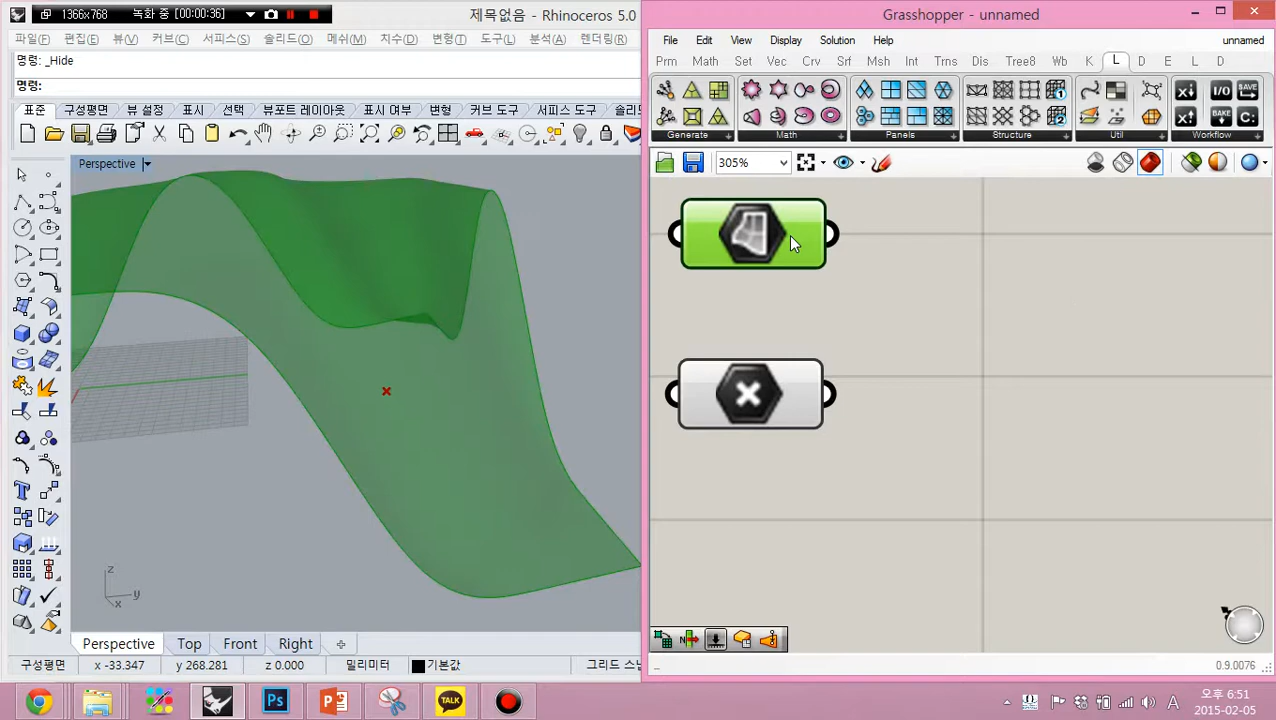 1366x768 녹화 중 [00:00:36]
제목없음 - Rhinoceros 5.0
파일(F) 편집(E) 뷰(V) 커브(C) 서피스(S) 솔리드(O) 메쉬(M) 치수(D) 변형(T) 도구(L) 분석(A) 렌더링(R)
명령: _Hide
명령:
표준 구성평면 뷰 설정 표시 선택 뷰포트 레이아웃 표시 여부 변형 커브 도구 서피스 도구 솔리
Perspective
z
y
x
Perspective Top Front Right
구성평면 x -33.347 y 268.281 z 0.000 밀리미터 기본값 그리드 스냅
Grasshopper - unnamed
File Edit View Display Solution Help unnamed
Prm Math Set Vec Crv Srf Msh Int Trns Dis Tree8 Wb K L D E L D
I/O SAVE
BAKE C:
Generate Math Panels Structure Util Workflow
305%
0.9.0076
Ps
TALK
A
오후 6:51
2015-02-05